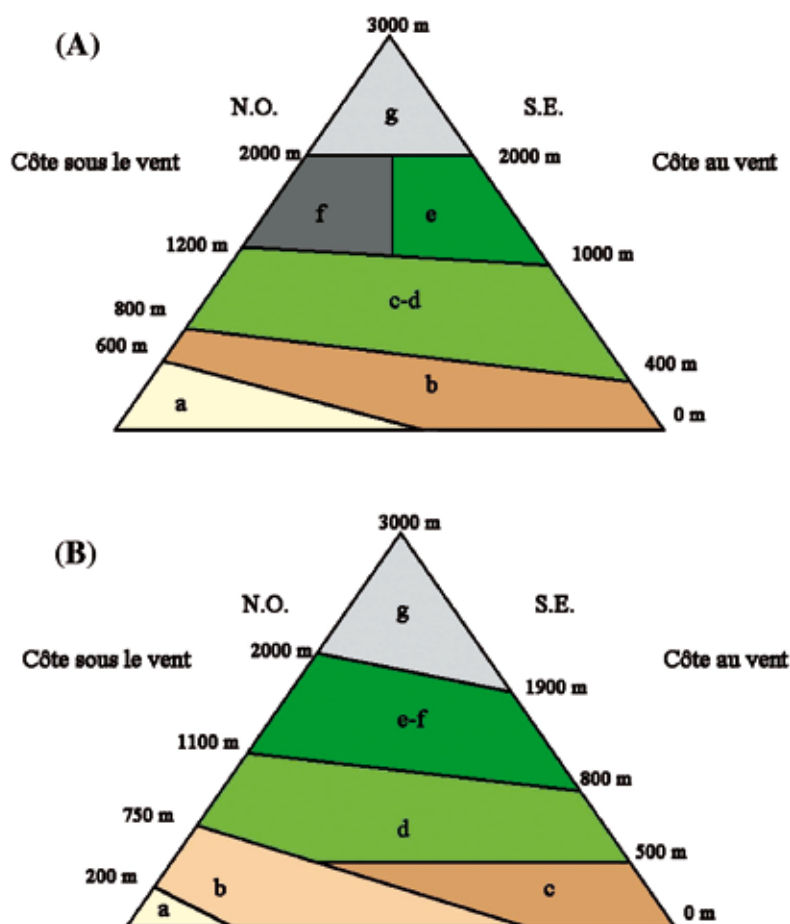 3000 m
(A)
N.O. g S.E.
Côte sous le vent 2000 m 2000 m Côte au vent
f e
1200 m 1000 m
c-d
800 m
600 m 400 m
b
a 0 m
3000 m
(B)
N.O. g S.E.
2000 m
Côte sous le vent Côte au vent
1900 m
e-f
1100 m
800 m
750 m
d
500 m
200 m
b c
a 0 m